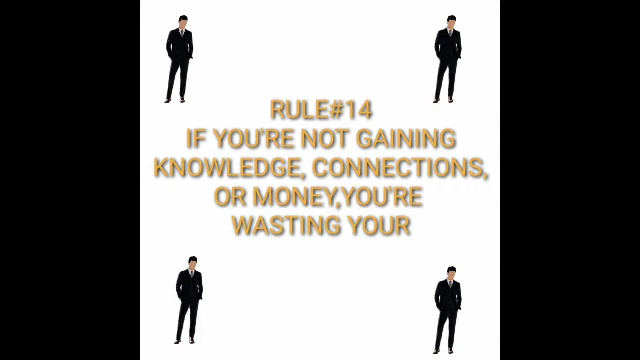 RULE#14
IF YOU'RE NOT GAINING
KNOWLEDGE, CONNECTIONS,
OR MONEY,YOU'RE
WASTING YOUR